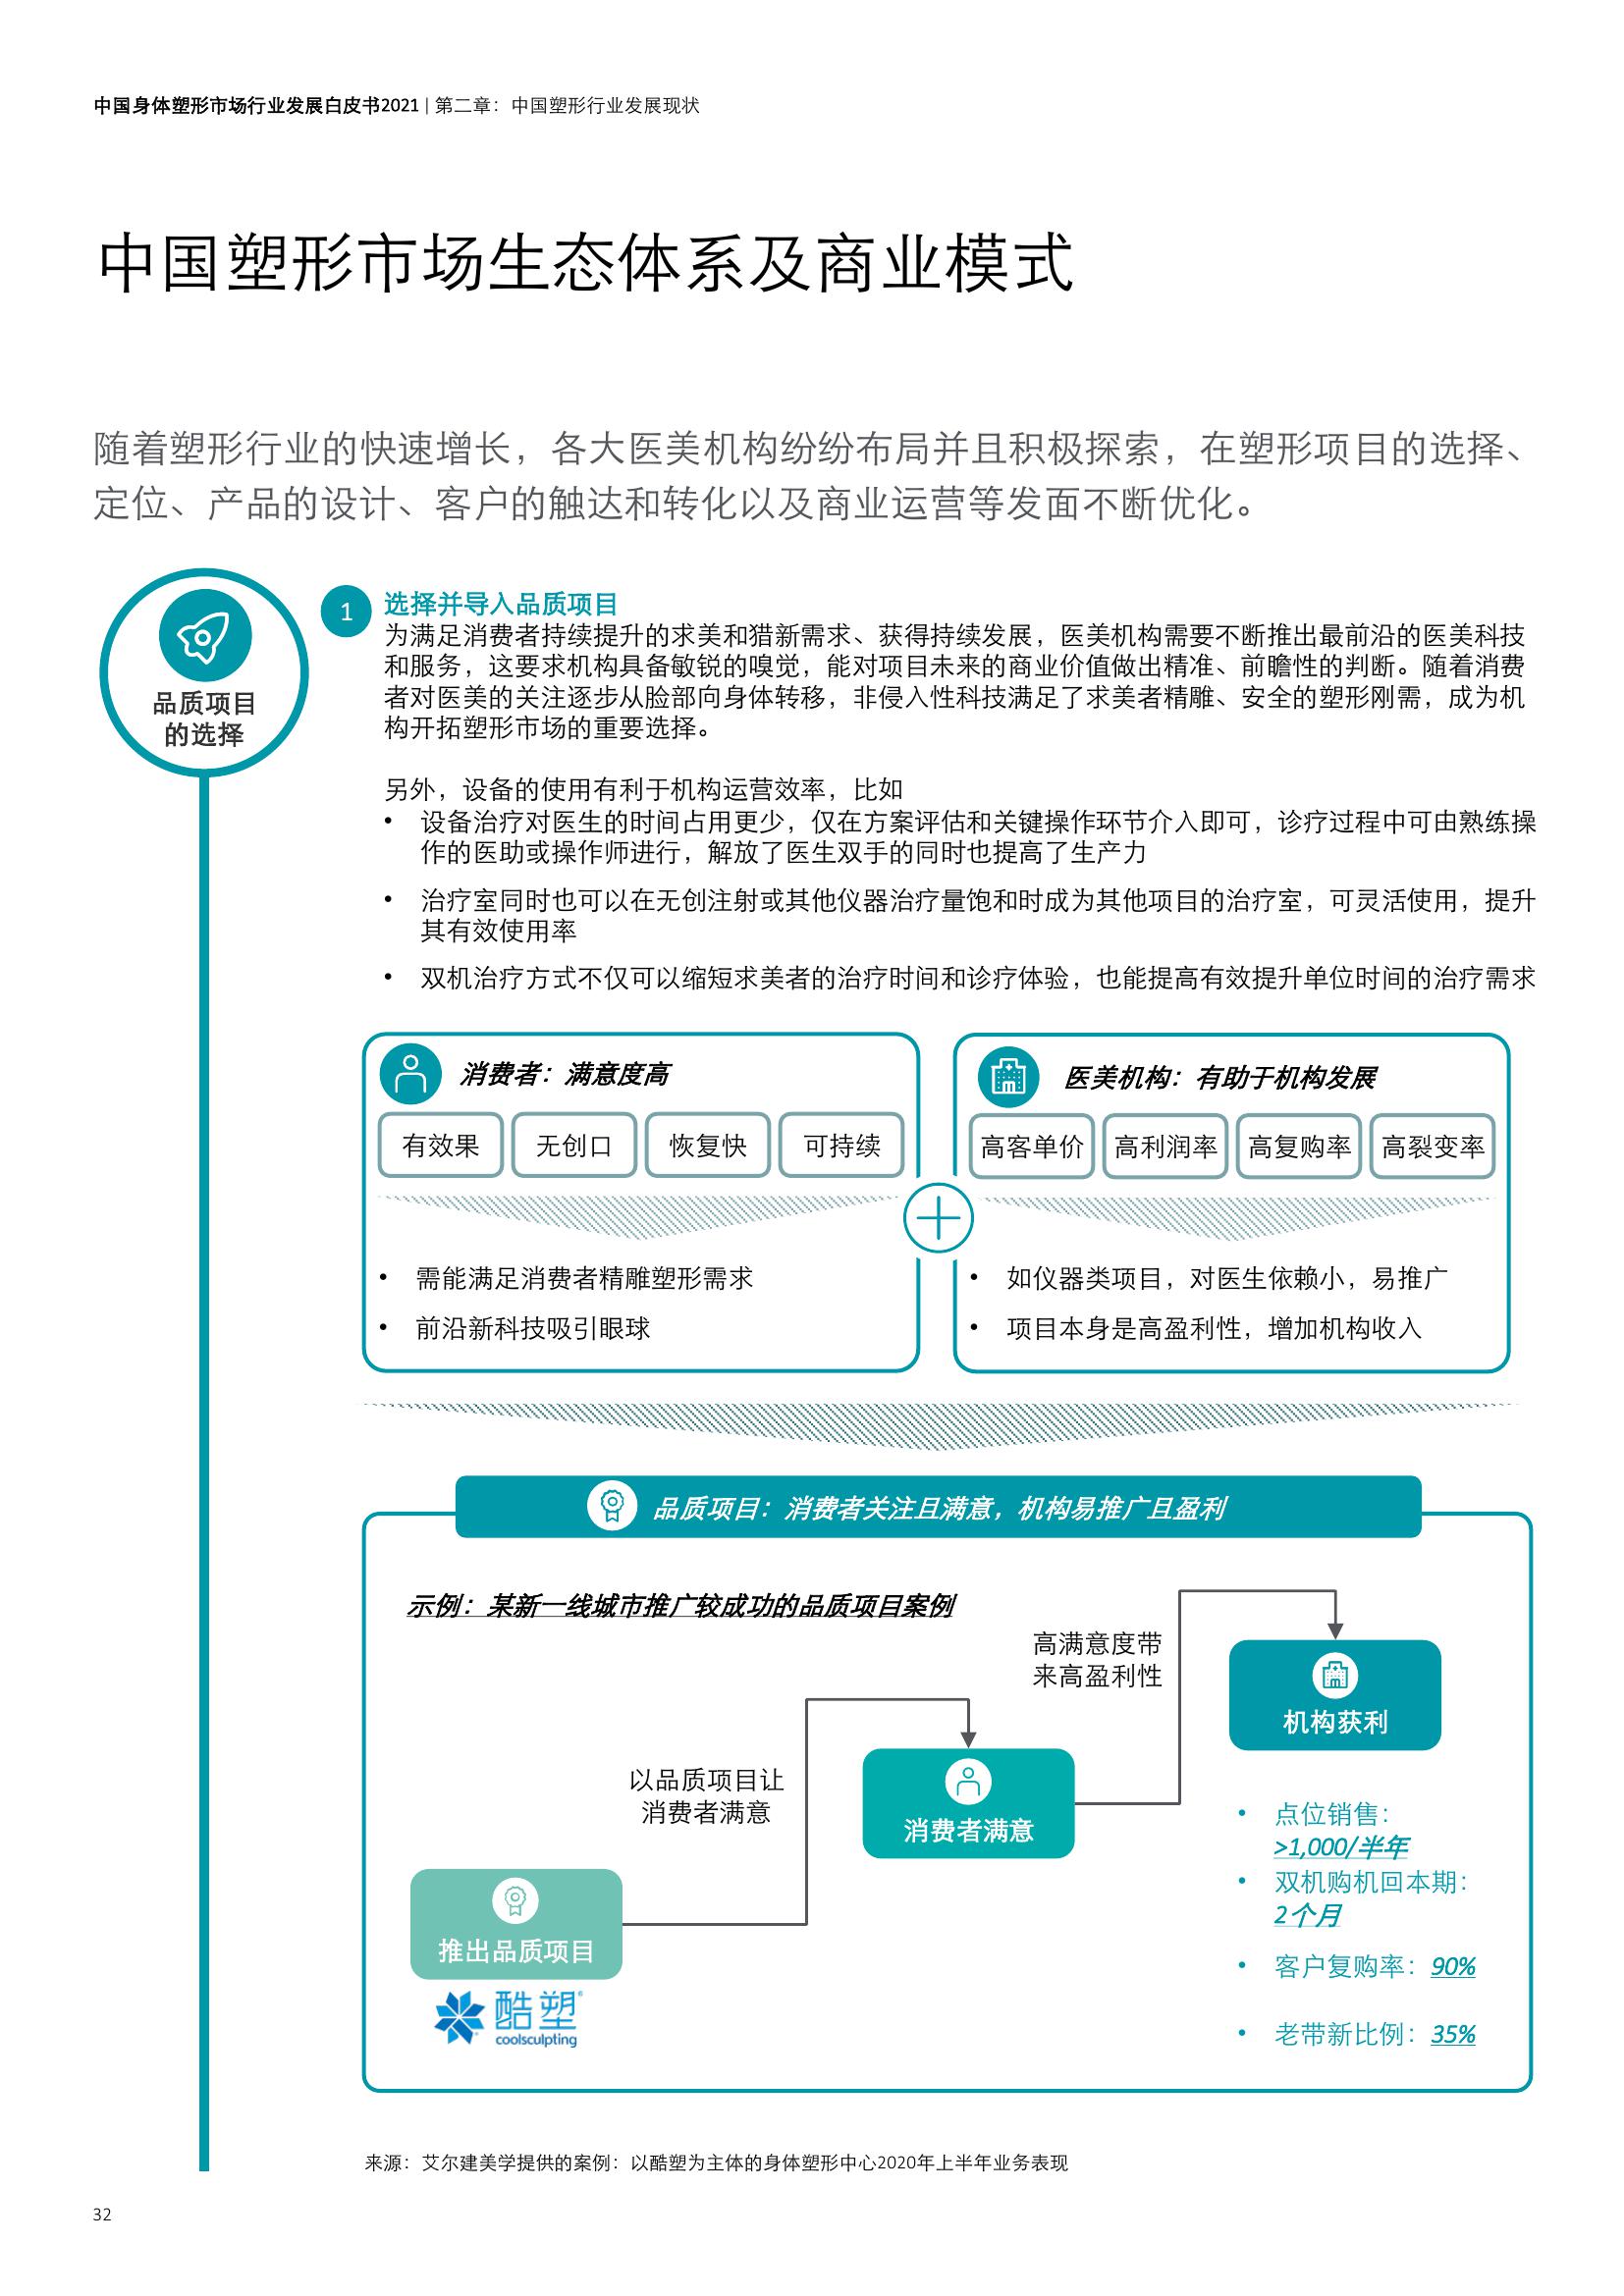 中国身体塑形市场行业发展白皮书2021 | 第二章：中国塑形行业发展现状
中国塑形市场生态体系及商业模式
随着塑形行业的快速增长，各大医美机构纷纷布局并且积极探索，在塑形项目的选择、
定位、产品的设计、客户的触达和转化以及商业运营等发面不断优化。
品质项目
的选择
1
选择并导入品质项目
为满足消费者持续提升的求美和猎新需求、获得持续发展，医美机构需要不断推出最前沿的医美科技
和服务，这要求机构具备敏锐的嗅觉，能对项目未来的商业价值做出精准、前瞻性的判断。随着消费
者对医美的关注逐步从脸部向身体转移，非侵入性科技满足了求美者精雕、安全的塑形刚需，成为机
构开拓塑形市场的重要选择。
另外，设备的使用有利于机构运营效率，比如
• 设备治疗对医生的时间占用更少，仅在方案评估和关键操作环节介入即可，诊疗过程中可由熟练操
作的医助或操作师进行，解放了医生双手的同时也提高了生产力
• 治疗室同时也可以在无创注射或其他仪器治疗量饱和时成为其他项目的治疗室，可灵活使用，提升
其有效使用率
• 双机治疗方式不仅可以缩短求美者的治疗时间和诊疗体验，也能提高有效提升单位时间的治疗需求
消费者：满意度高
有效果
无创口
恢复快
可持续
• 需能满足消费者精雕塑形需求
• 前沿新科技吸引眼球
医美机构：有助于机构发展
高客单价
高利润率
高复购率
高裂变率
• 如仪器类项目，对医生依赖小，易推广
• 项目本身是高盈利性，增加机构收入
品质项目：消费者关注且满意，机构易推广且盈利
示例：某新一线城市推广较成功的品质项目案例
高满意度带
来高盈利性
机构获利
以品质项目让
消费者满意
消费者满意
推出品质项目
酷塑®
coolsculpting
• 点位销售：
>1,000/半年
• 双机购机回本期：
2个月
• 客户复购率：90%
• 老带新比例：35%
来源：艾尔建美学提供的案例：以酷塑为主体的身体塑形中心2020年上半年业务表现
32